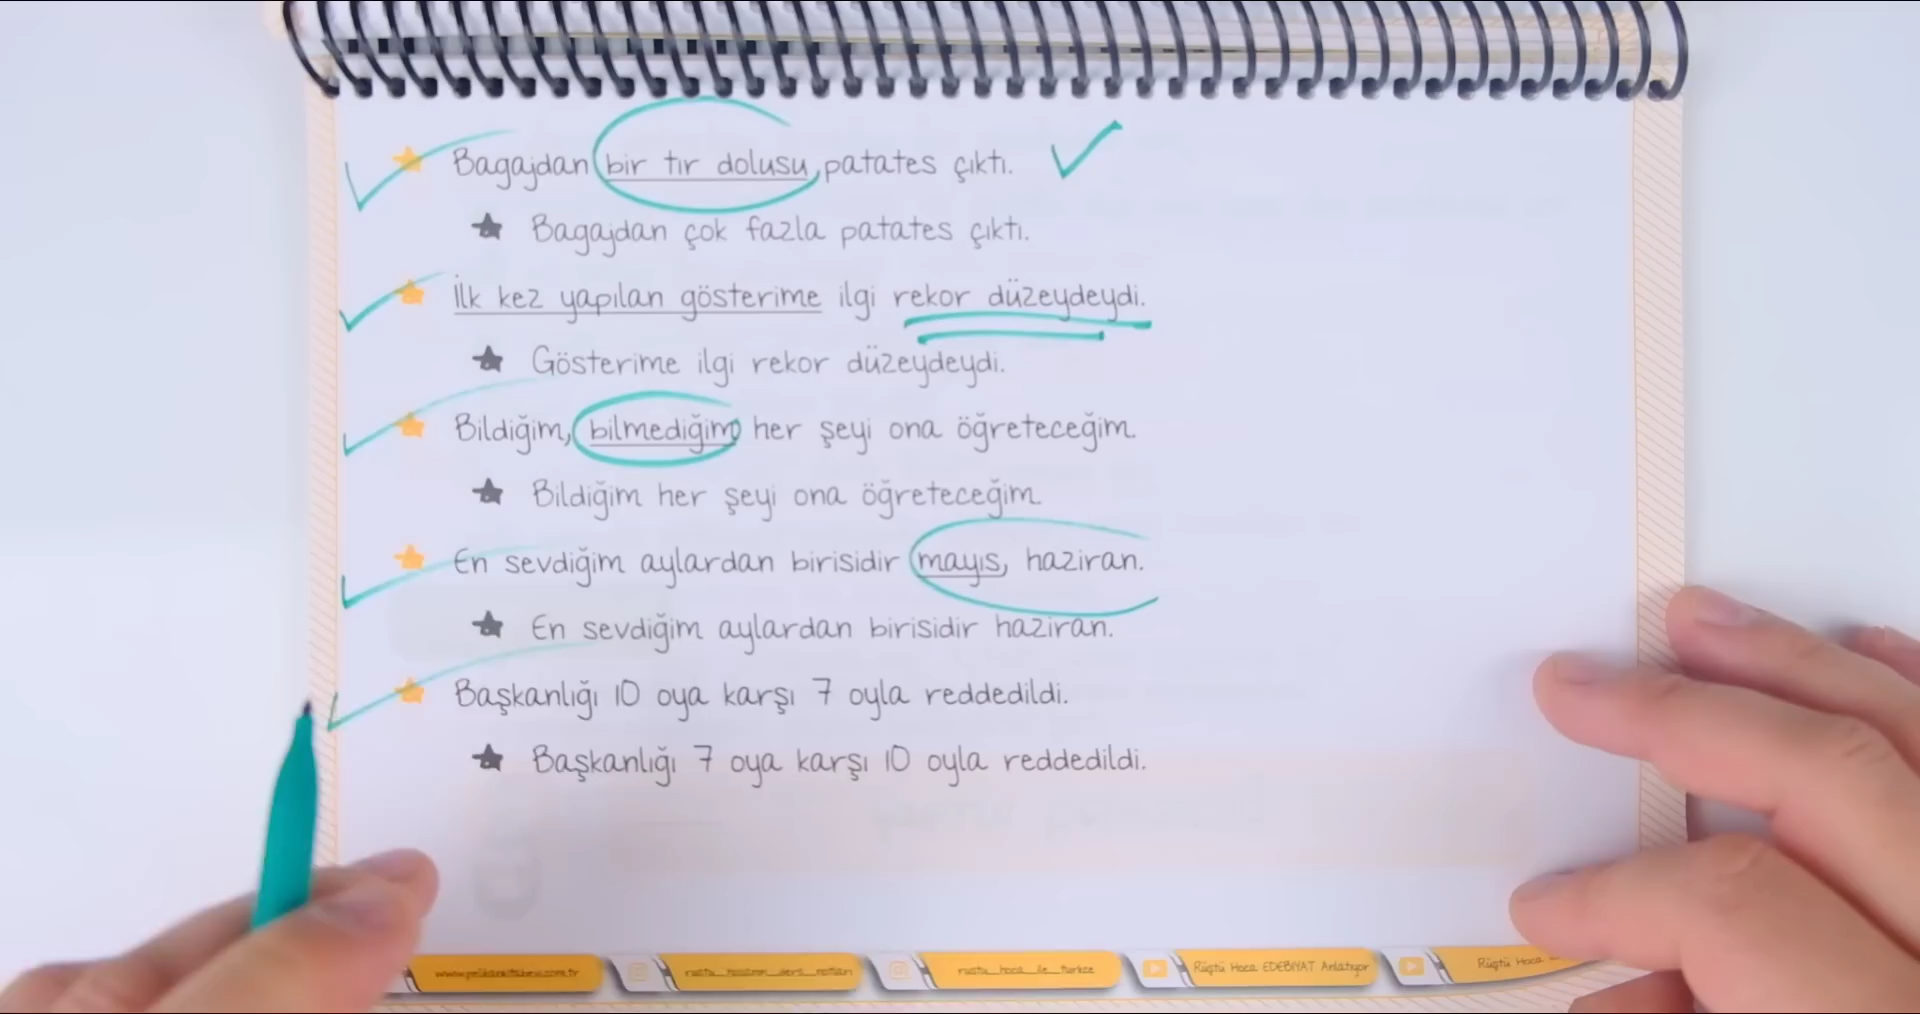 Bagajdan bir tır dolusu patates çıktı.
Bagajdan çok fazla patates çıktı.
İlk kez yapılan gösterime ilgi rekor düzeydeydi.
Gösterime ilgi rekor düzeydeydi.
Bildiğim, bilmediğim her şeyi ona öğreteceğim.
Bildiğim her şeyi ona öğreteceğim.
En sevdiğim aylardan birisidir mayıs, haziran.
En sevdiğim aylardan birisidir haziran.
Başkanlığı 10 oya karşı 7 oyla reddedildi.
Başkanlığı 7 oya karşı 10 oyla reddedildi.
rustu_hoca_ile_turkce Rüştü Hoca EDEBİYAT Anlatıyor Rüştü Hoca